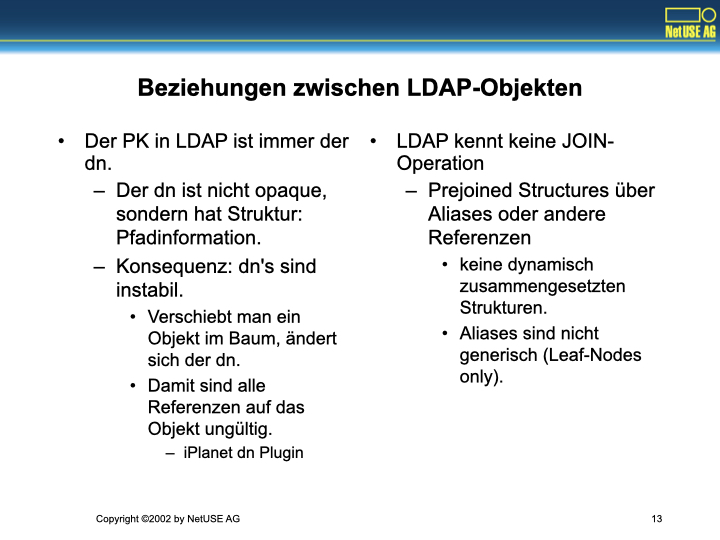 NetUSE AG
Beziehungen zwischen LDAP-Objekten
• Der PK in LDAP ist immer der
dn.
– Der dn ist nicht opaque,
sondern hat Struktur:
Pfadinformation.
– Konsequenz: dn's sind
instabil.
• Verschiebt man ein
Objekt im Baum, ändert
sich der dn.
• Damit sind alle
Referenzen auf das
Objekt ungültig.
– iPlanet dn Plugin
• LDAP kennt keine JOIN-
Operation
– Prejoined Structures über
Aliases oder andere
Referenzen
• keine dynamisch
zusammengesetzten
Strukturen.
• Aliases sind nicht
generisch (Leaf-Nodes
only).
Copyright ©2002 by NetUSE AG
13